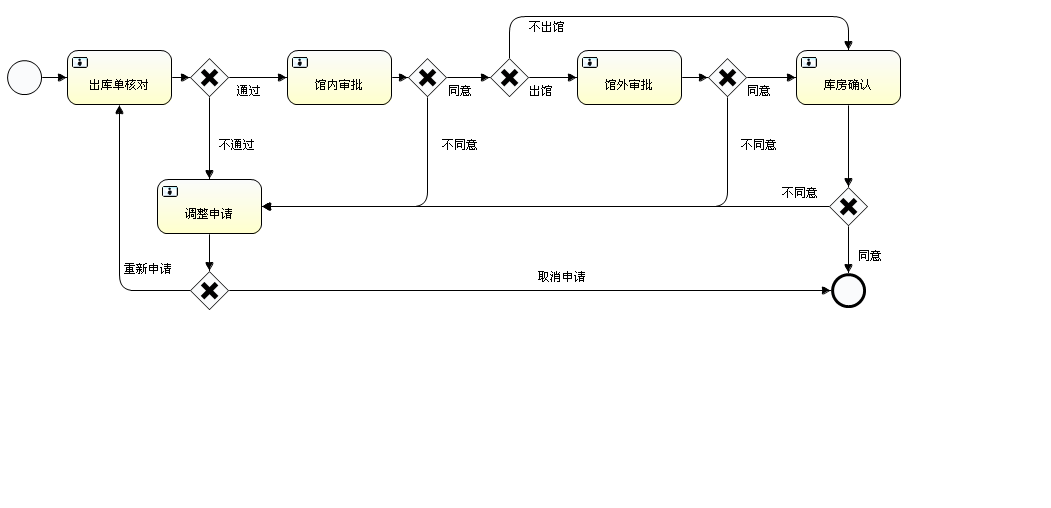 不出馆
出库单核对
通过
馆内审批
同意
出馆
馆外审批
同意
库房确认
不通过
不同意
不同意
调整申请
不同意
重新申请
取消申请
同意